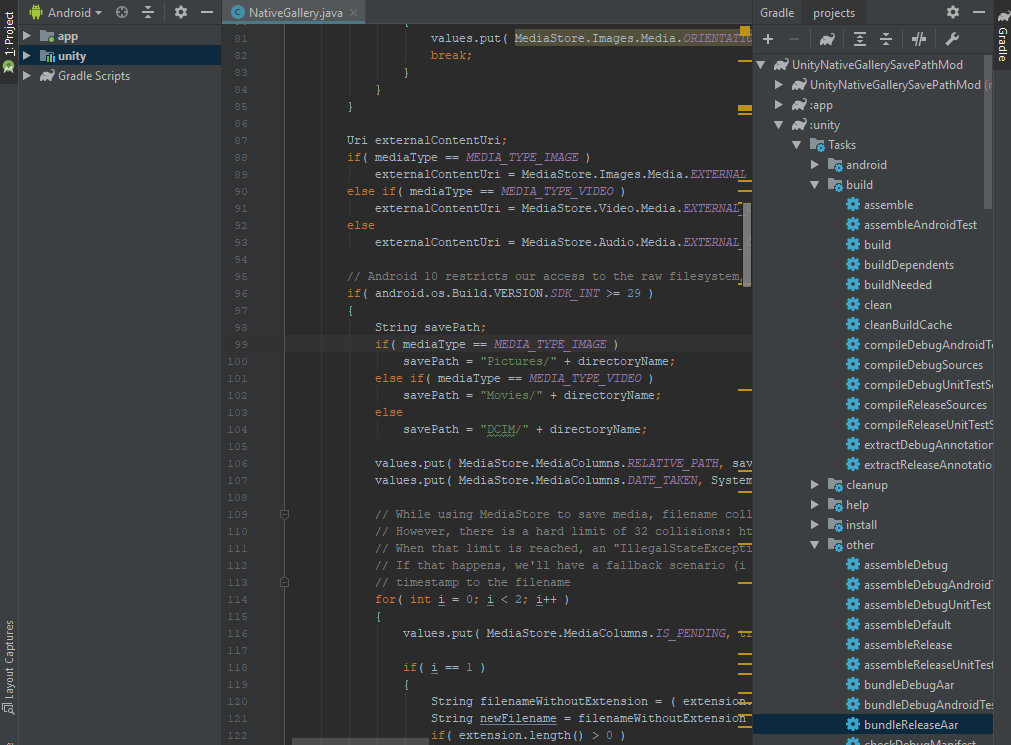 Android
NativeGallery.java
Gradle
projects
1: Project
Gradle
Layout Captures
app
unity
Gradle Scripts
81 values.put( MediaStore.Images.Media.ORIENTATIO
82 break;
83 }
84 }
85 }
86
87 Uri externalContentUri;
88 if( mediaType == MEDIA_TYPE_IMAGE )
89 externalContentUri = MediaStore.Images.Media.EXTERNAL_
90 else if( mediaType == MEDIA_TYPE_VIDEO )
91 externalContentUri = MediaStore.Video.Media.EXTERNAL_
92 else
93 externalContentUri = MediaStore.Audio.Media.EXTERNAL_
94
95 // Android 10 restricts our access to the raw filesystem,
96 if( android.os.Build.VERSION.SDK_INT >= 29 )
97 {
98 String savePath;
99 if( mediaType == MEDIA_TYPE_IMAGE )
100 savePath = "Pictures/" + directoryName;
101 else if( mediaType == MEDIA_TYPE_VIDEO )
102 savePath = "Movies/" + directoryName;
103 else
104 savePath = "DCIM/" + directoryName;
105
106 values.put( MediaStore.MediaColumns.RELATIVE_PATH, sav
107 values.put( MediaStore.MediaColumns.DATE_TAKEN, System
108
109 // While using MediaStore to save media, filename coll
110 // However, there is a hard limit of 32 collisions: ht
111 // When that limit is reached, an "IllegalStateExcepti
112 // If that happens, we'll have a fallback scenario (i
113 // timestamp to the filename
114 for( int i = 0; i < 2; i++ )
115 {
116 values.put( MediaStore.MediaColumns.IS_PENDING, t
117
118 if( i == 1 )
119 {
120 String filenameWithoutExtension = ( extension.
121 String newFilename = filenameWithoutExtension
122 if( extension.length() > 0 )
UnityNativeGallerySavePathMod
UnityNativeGallerySavePathMod (r
:app
:unity
Tasks
android
build
assemble
assembleAndroidTest
build
buildDependents
buildNeeded
clean
cleanBuildCache
compileDebugAndroidTe
compileDebugSources
compileDebugUnitTestSo
compileReleaseSources
compileReleaseUnitTestS
extractDebugAnnotation
extractReleaseAnnotatio
cleanup
help
install
other
assembleDebug
assembleDebugAndroidT
assembleDebugUnitTest
assembleDefault
assembleRelease
assembleReleaseUnitTest
bundleDebugAar
bundleDebugAndroidTes
bundleReleaseAar
checkDebugManifest